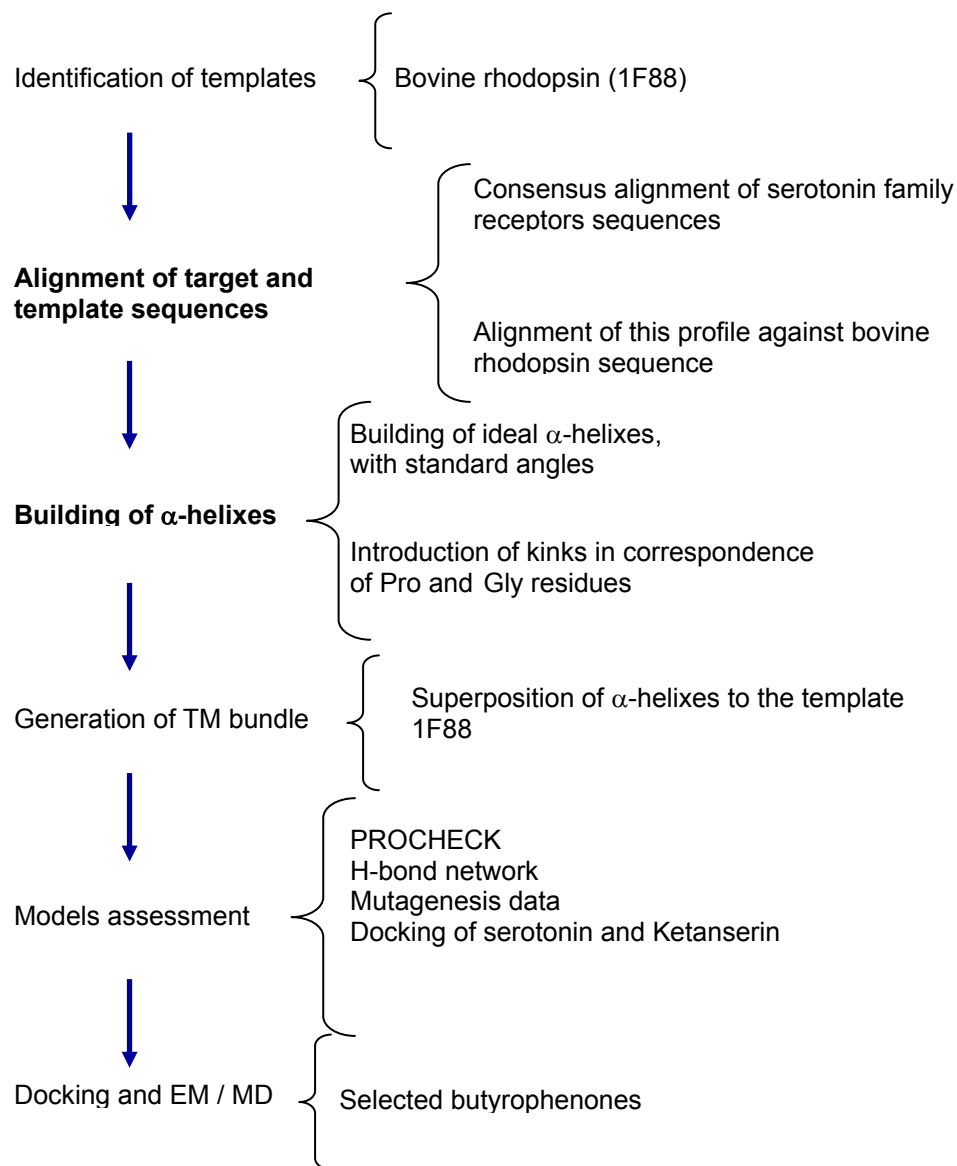 Identification of templates
Bovine rhodopsin (1F88)
Consensus alignment of serotonin family
receptors sequences
Alignment of target and
template sequences
Alignment of this profile against bovine
rhodopsin sequence
Building of ideal α-helixes,
with standard angles
Building of α-helixes
Introduction of kinks in correspondence
of Pro and Gly residues
Generation of TM bundle
Superposition of α-helixes to the template
1F88
Models assessment
PROCHECK
H-bond network
Mutagenesis data
Docking of serotonin and Ketanserin
Docking and EM / MD
Selected butyrophenones